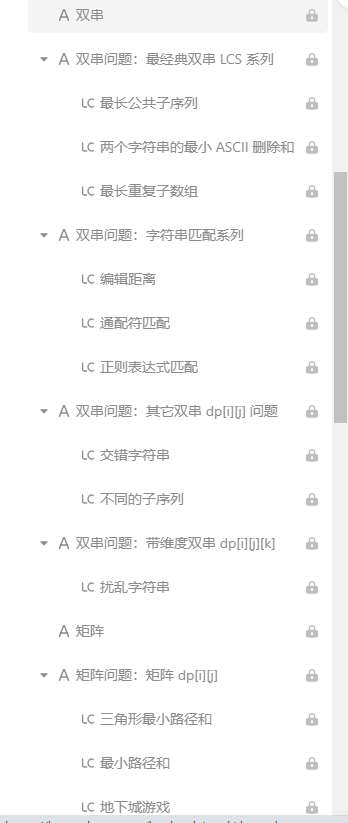 A 双串
A 双串问题：最经典双串 LCS 系列
LC 最长公共子序列
LC 两个字符串的最小 ASCII 删除和
LC 最长重复子数组
A 双串问题：字符串匹配系列
LC 编辑距离
LC 通配符匹配
LC 正则表达式匹配
A 双串问题：其它双串 dp[i][j] 问题
LC 交错字符串
LC 不同的子序列
A 双串问题：带维度双串 dp[i][j][k]
LC 扰乱字符串
A 矩阵
A 矩阵问题：矩阵 dp[i][j]
LC 三角形最小路径和
LC 最小路径和
LC 地下城游戏